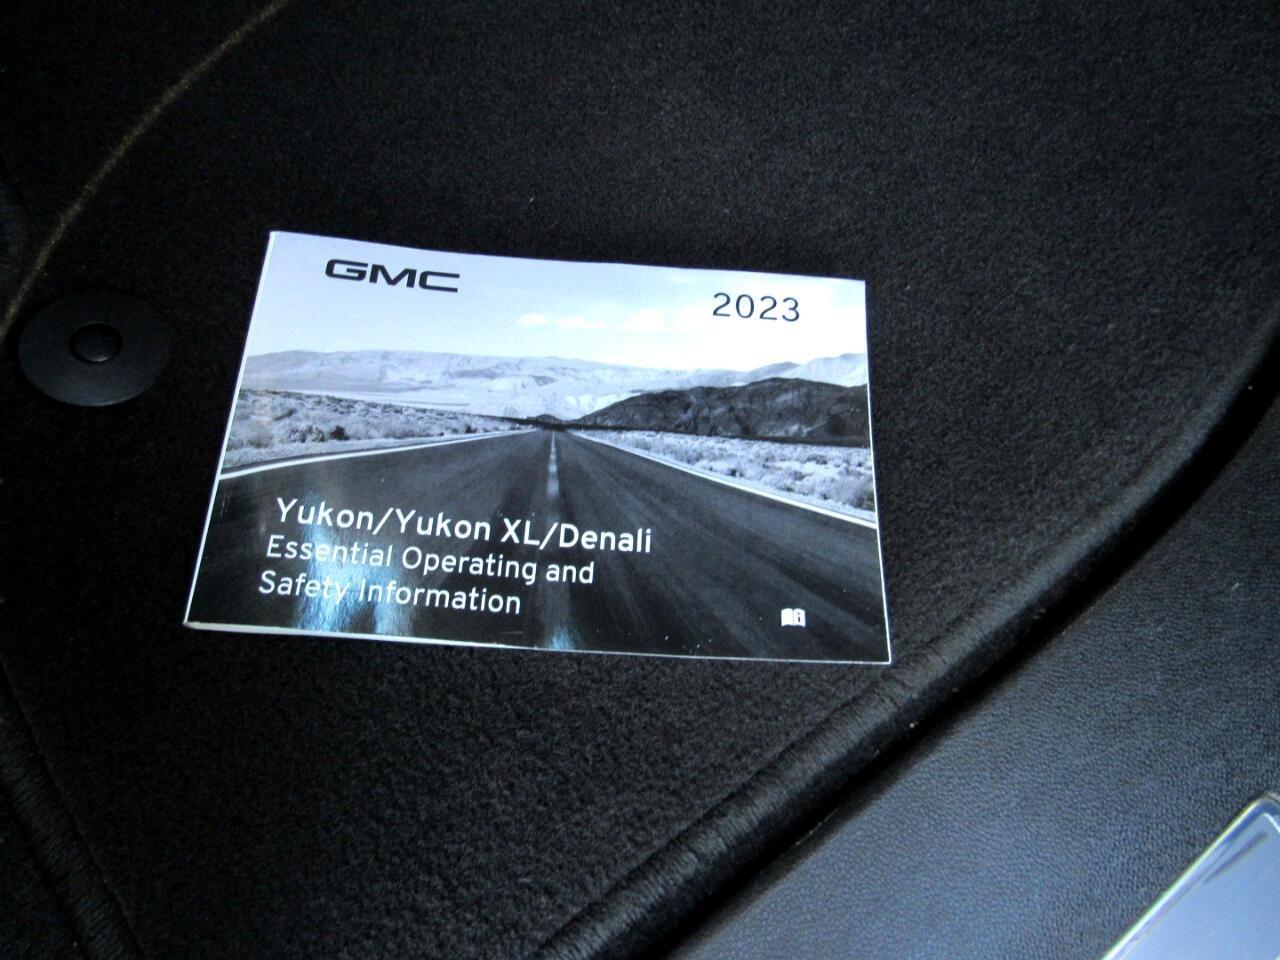 GMC
2023
Yukon/Yukon XL/Denali
Essential Operating and
Safety Information